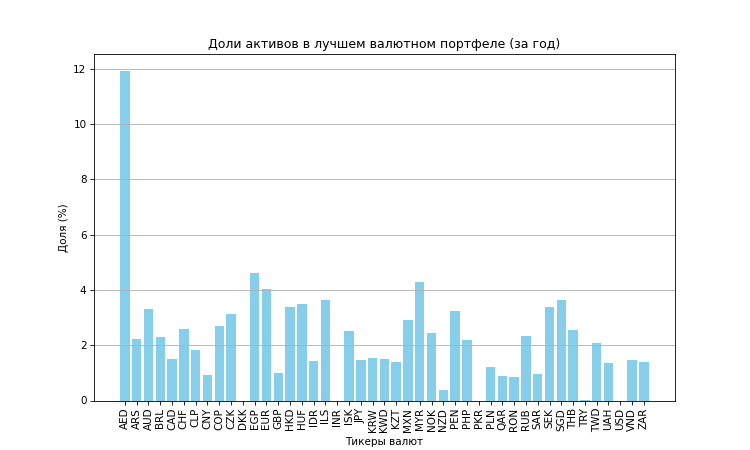 Доли активов в лучшем валютном портфеле (за год)
Доля (%)
12
10
8
6
4
2
0
AED ARS AUD BRL CAD CHF CLP CNY COP CZK DKK EGP EUR GBP HKD HUF IDR ILS INR ISK JPY KRW KWD KZT MXN MYR NOK NZD PEN PHP PKR PLN QAR RON RUB SAR SEK SGD THB TRY TWD UAH USD VND ZAR
Тикеры валют